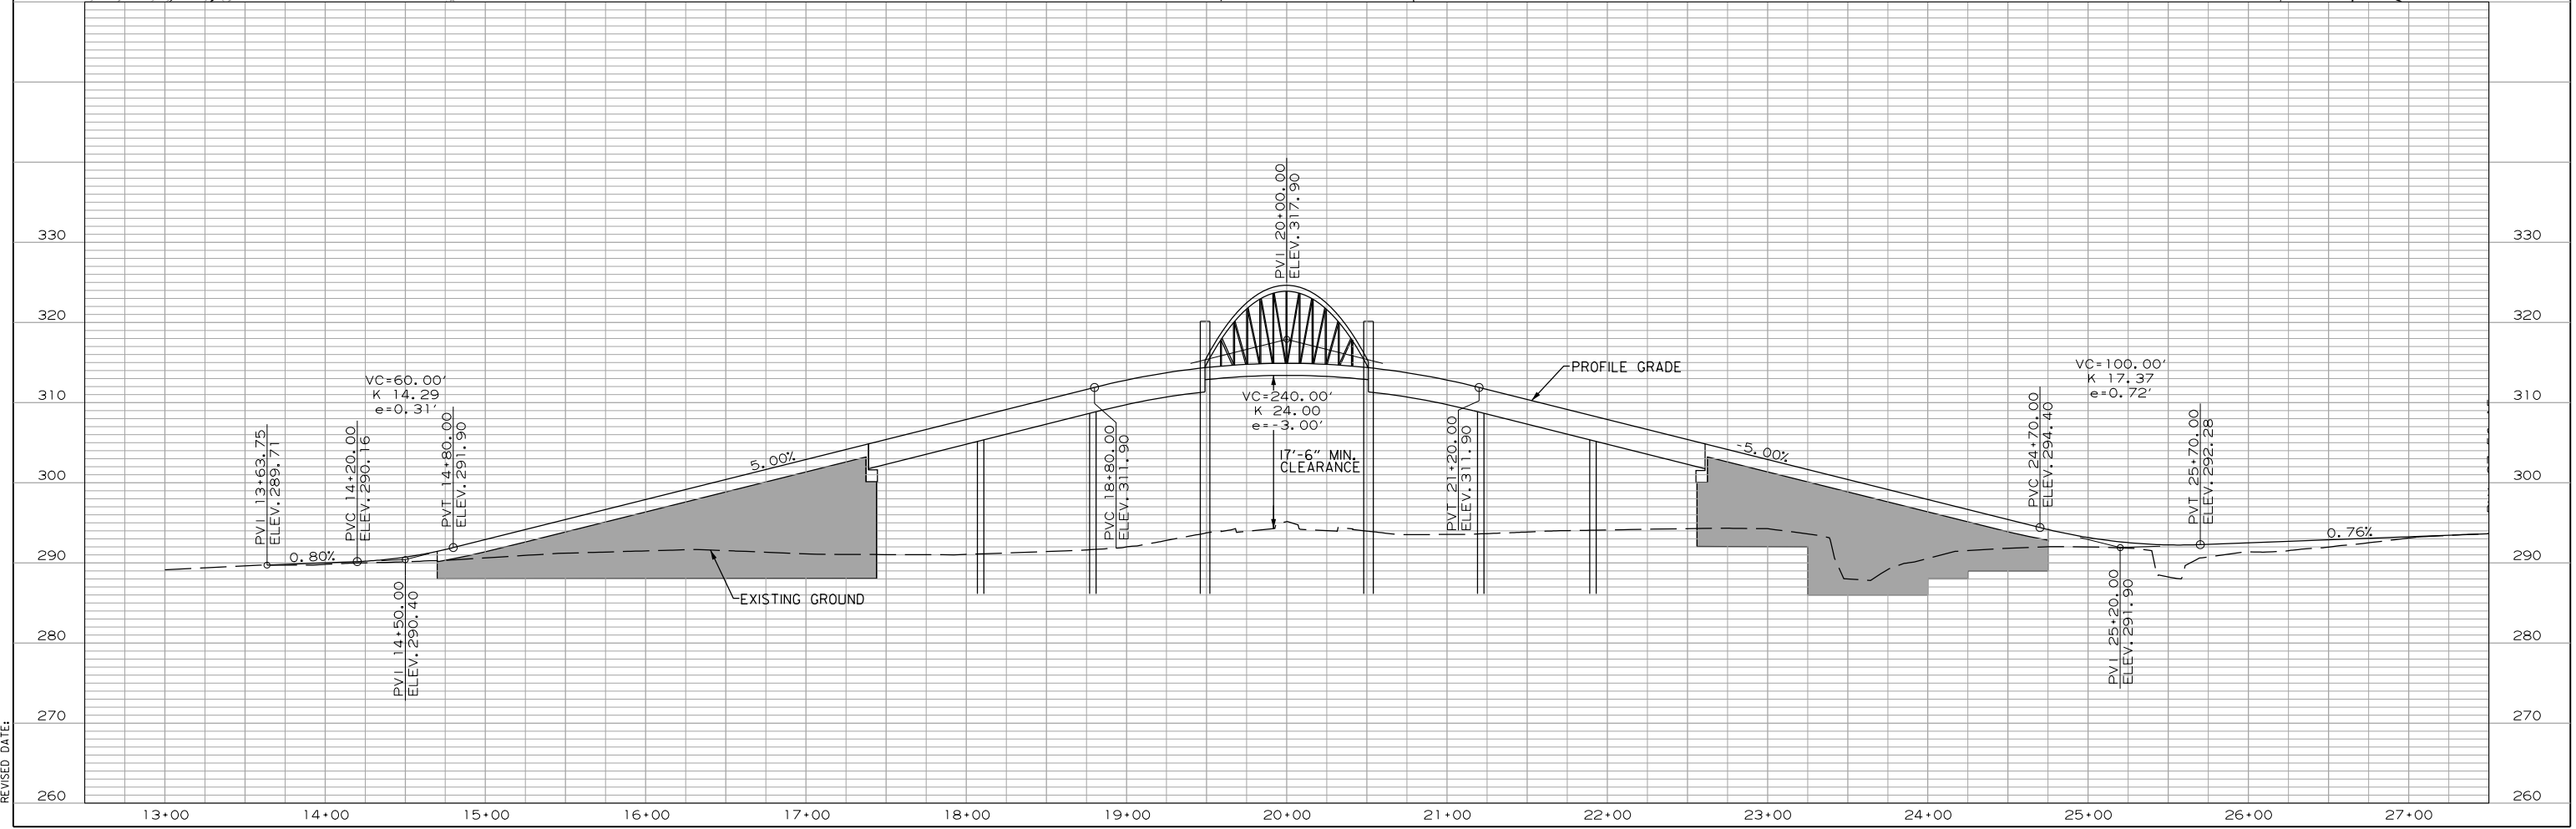 330
330
320
320
310
310
300
300
290
290
280
280
270
270
260
260
PVI 13+63.75
ELEV.289.71
0.80%
VC=60.00'
K 14.29
e=0.31'
PVC 14+20.00
ELEV.290.16
PVI 14+50.00
ELEV.290.40
PVT 14+80.00
ELEV.291.90
5.00%
EXISTING GROUND
PVC 18+80.00
ELEV.311.90
PVI 20+00.00
ELEV.317.90
VC=240.00'
K 24.00
e=-3.00'
17'-6" MIN.
CLEARANCE
PVT 21+20.00
ELEV.311.90
PROFILE GRADE
-5.00%
PVC 24+70.00
ELEV.294.40
VC=100.00'
K 17.37
e=0.72'
PVI 25+20.00
ELEV.291.90
PVT 25+70.00
ELEV.292.28
0.76%
REVISED DATE:
13+00
14+00
15+00
16+00
17+00
18+00
19+00
20+00
21+00
22+00
23+00
24+00
25+00
26+00
27+00